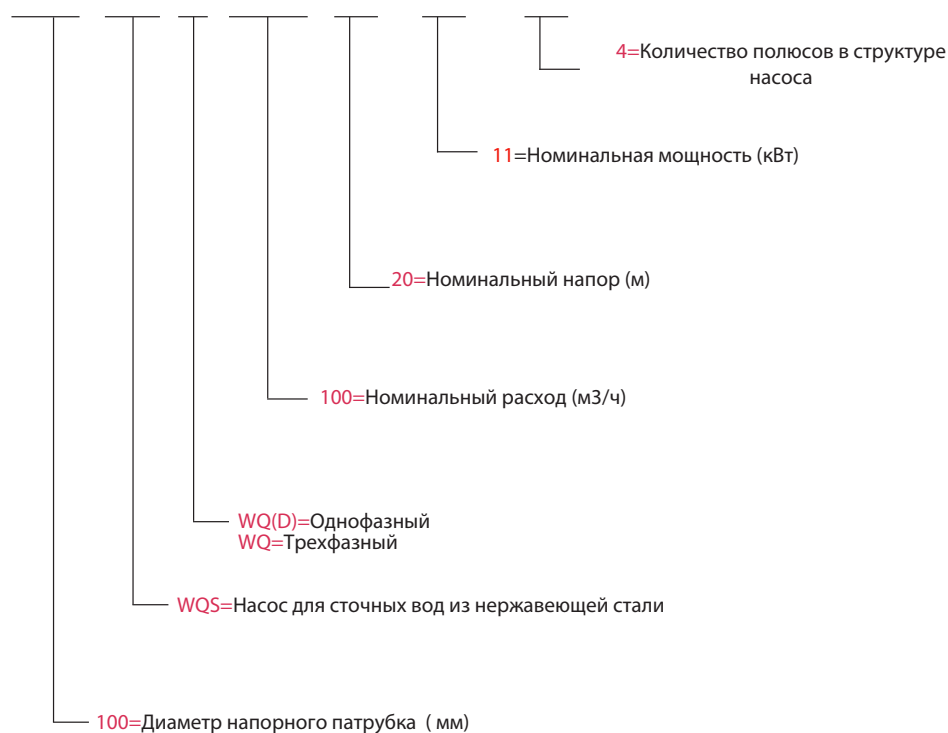 4=Количество полюсов в структуре
насоса
11=Номинальная мощность (кВт)
20=Номинальный напор (м)
100=Номинальный расход (м3/ч)
WQ(D)=Однофазный
WQ=Трехфазный
WQS=Насос для сточных вод из нержавеющей стали
100=Диаметр напорного патрубка ( мм)